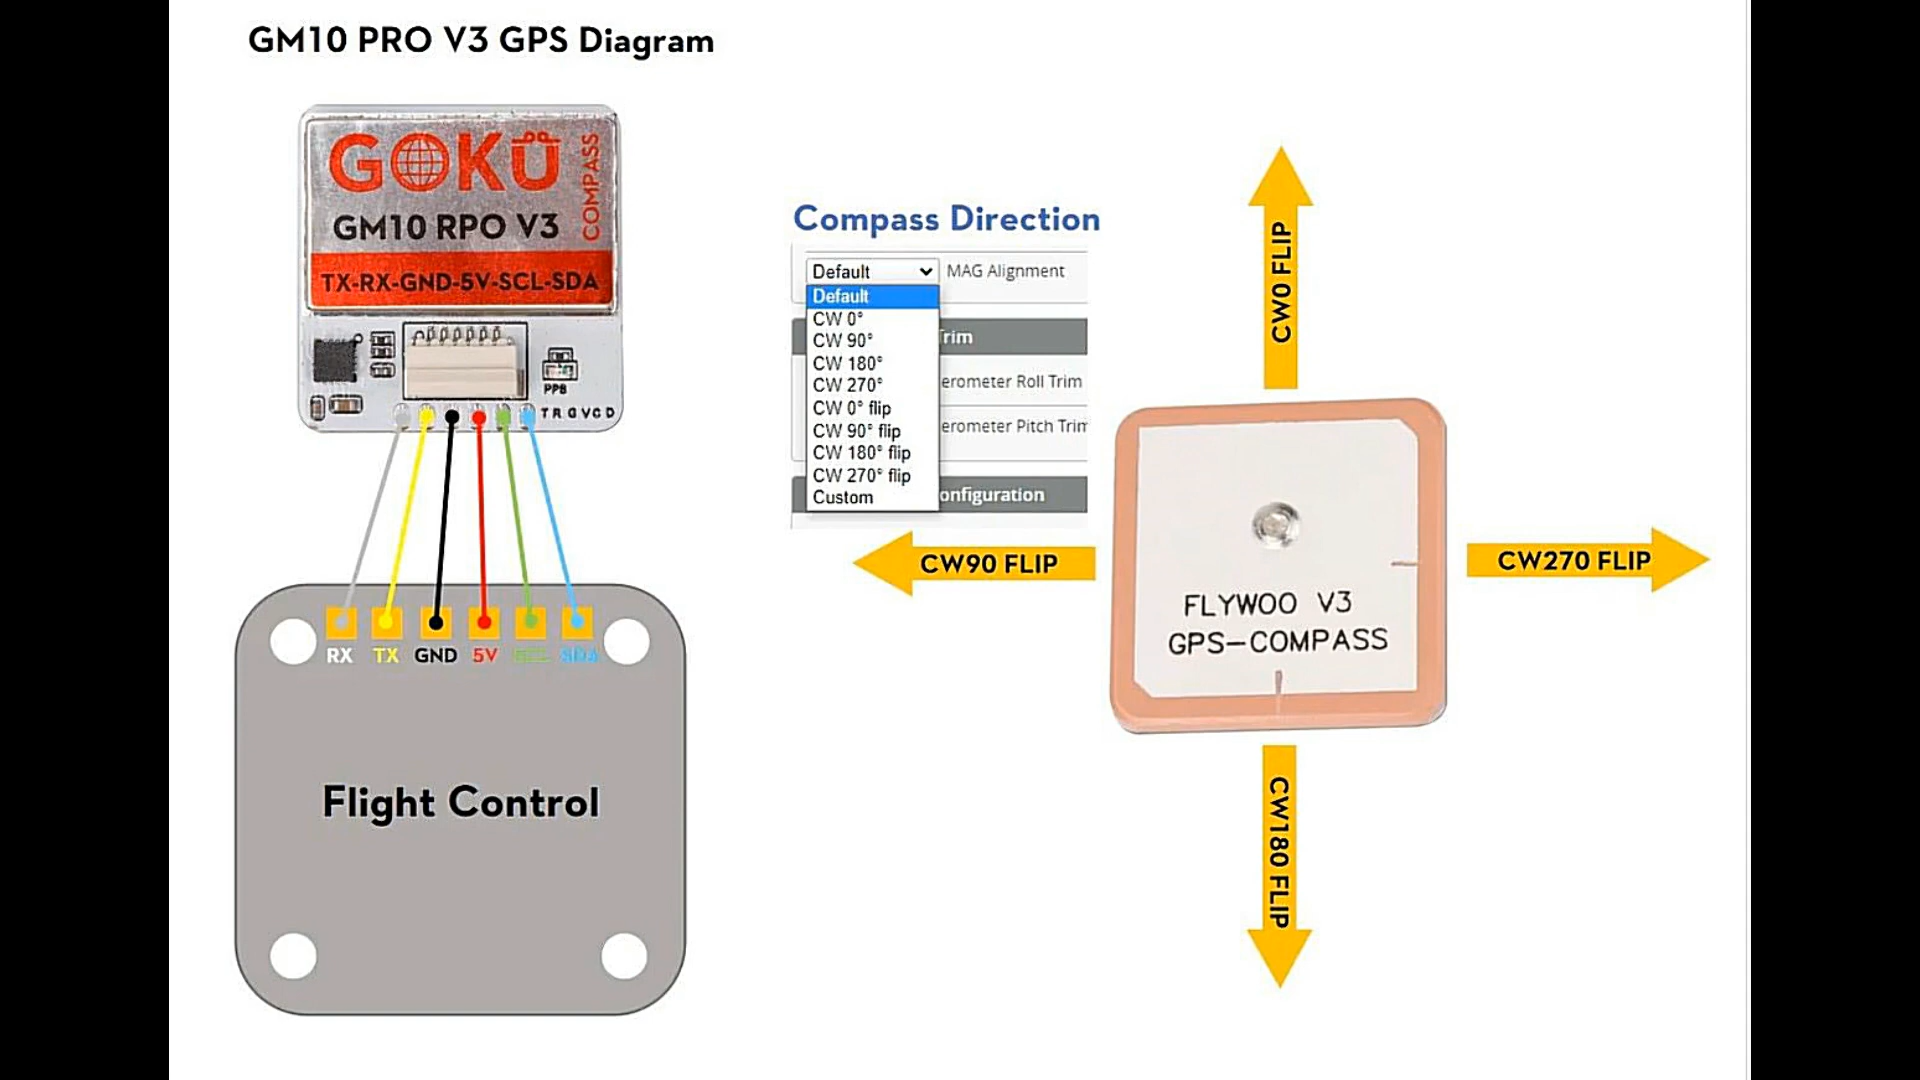 GM10 PRO V3 GPS Diagram
GOKU
COMPASS
GM10 RPO V3
TX-RX-GND-5V-SCL-SDA
PPS
T R G V C D
RX TX GND 5V SCL SDA
Flight Control
Compass Direction
Default MAG Alignment
Default
CW 0°
CW 90°
CW 180°
CW 270°
CW 0° flip
CW 90° flip
CW 180° flip
CW 270° flip
Custom
Trim
erometer Roll Trim
erometer Pitch Trim
onfiguration
CW0 FLIP
CW90 FLIP
CW270 FLIP
CW180 FLIP
FLYWOO V3
GPS-COMPASS